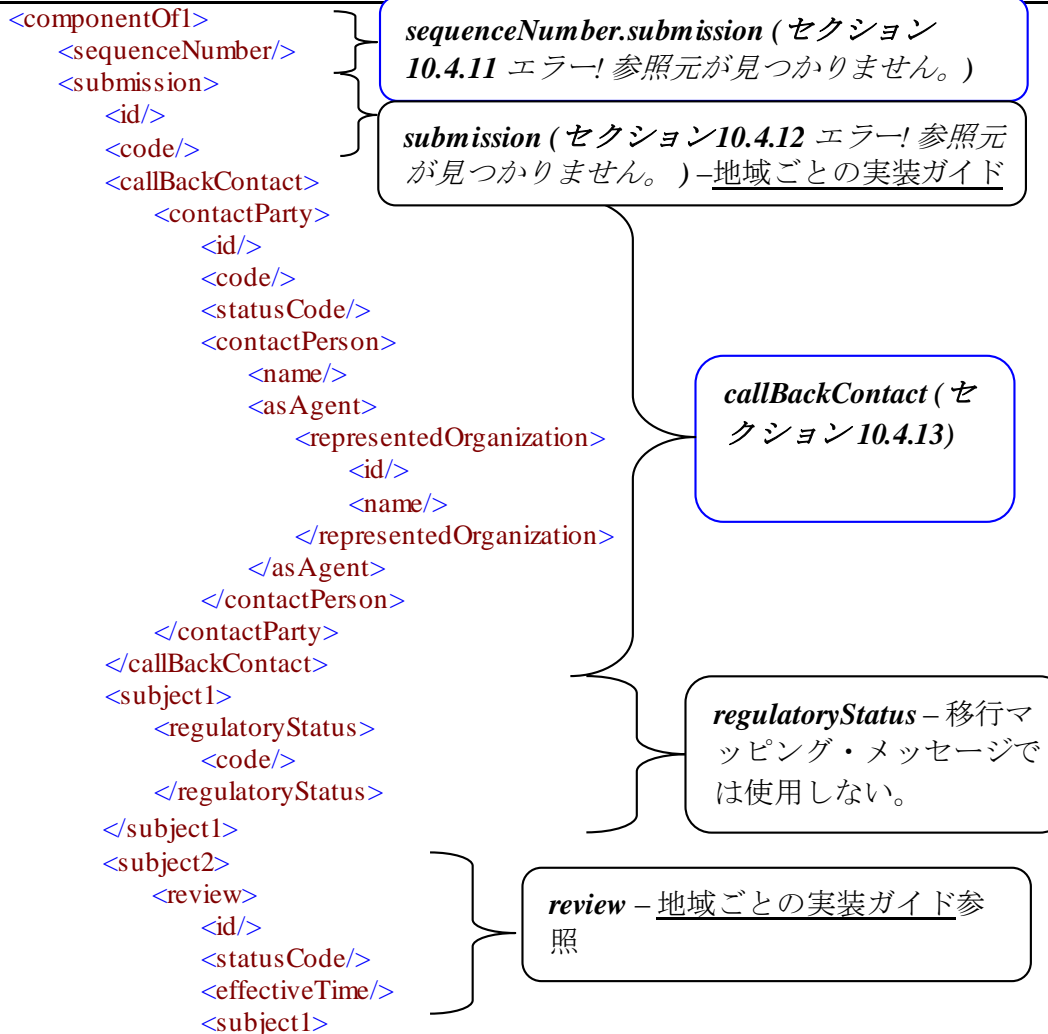 <componentOf1>
<sequenceNumber/>
<submission>
<id/>
<code/>
<callBackContact>
<contactParty>
<id/>
<code/>
<statusCode/>
<contactPerson>
<name/>
<asAgent>
<representedOrganization>
<id/>
<name/>
</representedOrganization>
</asAgent>
</contactPerson>
</contactParty>
</callBackContact>
<subject1>
<regulatoryStatus>
<code/>
</regulatoryStatus>
</subject1>
<subject2>
<review>
<id/>
<statusCode/>
<effectiveTime/>
<subject1>
sequenceNumber.submission (セクション
10.4.11 エラー! 参照元が見つかりません。)
submission (セクション10.4.12 エラー! 参照元
が見つかりません。 ) –地域ごとの実装ガイド
callBackContact (セ
クション 10.4.13)
regulatoryStatus – 移行マ
ッピング・メッセージで
は使用しない。
review – 地域ごとの実装ガイド参
照